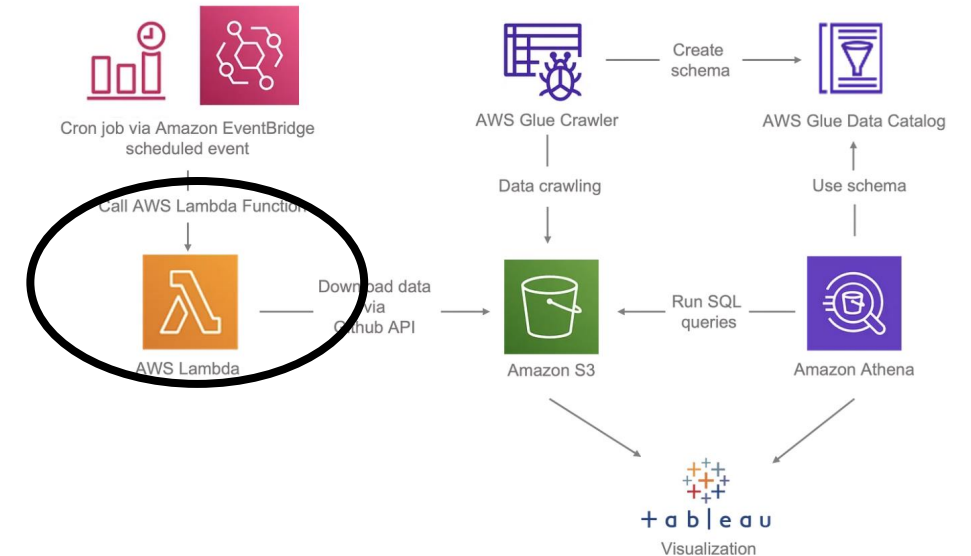 Cron job via Amazon EventBridge
scheduled event
Call AWS Lambda Function
AWS Lambda
Download data
via
Github API
AWS Glue Crawler
Create
schema
AWS Glue Data Catalog
Data crawling
Use schema
Amazon S3
Run SQL
queries
Amazon Athena
+ a b | e a u
Visualization